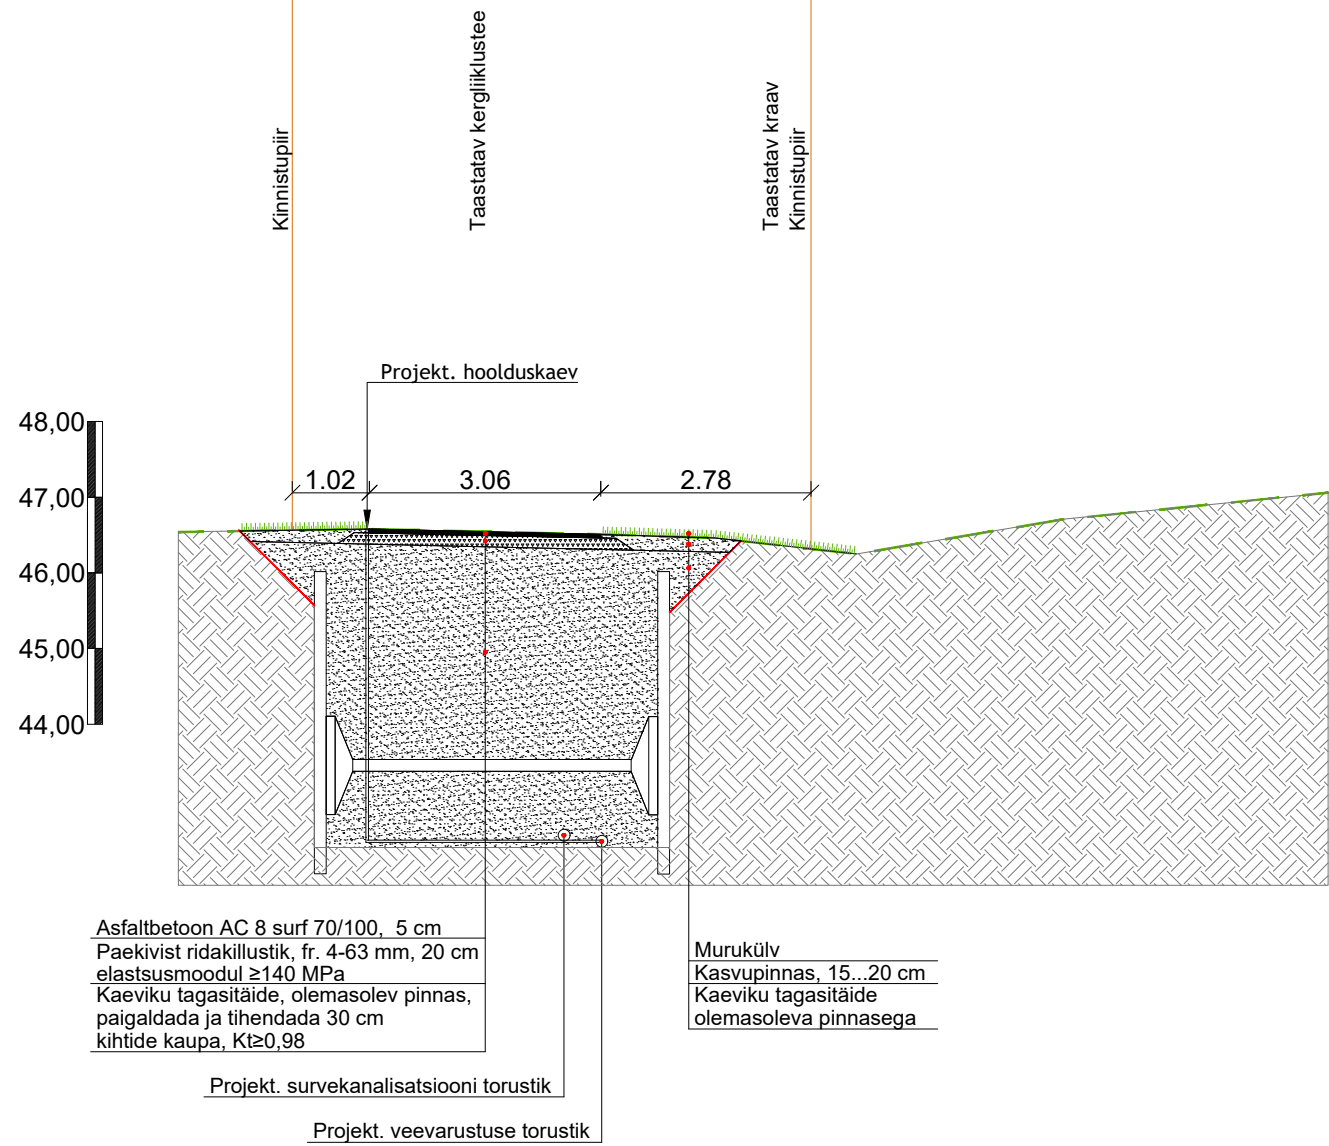 Kinnistupiir
Taastatav kergliiklustee
Taastatav kraav
Kinnistupiir
Projekt. hoolduskaev
48,00
47,00
46,00
45,00
44,00
1.02
3.06
2.78
Asfaltbetoon AC 8 surf 70/100, 5 cm
Paekivist ridakillustik, fr. 4-63 mm, 20 cm
elastsusmoodul ≥140 MPa
Kaeviku tagasitäide, olemasolev pinnas,
paigaldada ja tihendada 30 cm
kihtide kaupa, Kt≥0,98
Murukülv
Kasvupinnas, 15...20 cm
Kaeviku tagasitäide
olemasoleva pinnasega
Projekt. survekanalisatsiooni torustik
Projekt. veevarustuse torustik